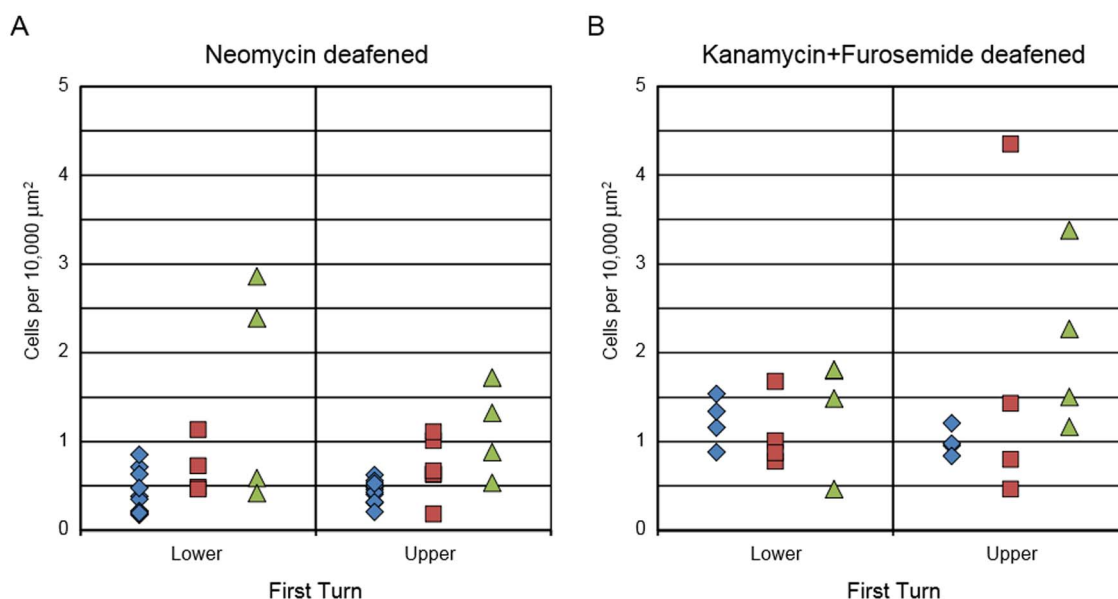 A
Neomycin deafened
5
4
3
2
1
0
Cells per 10,000 µm²
Lower
Upper
First Turn
B
Kanamycin+Furosemide deafened
5
4
3
2
1
0
Cells per 10,000 µm²
Lower
Upper
First Turn